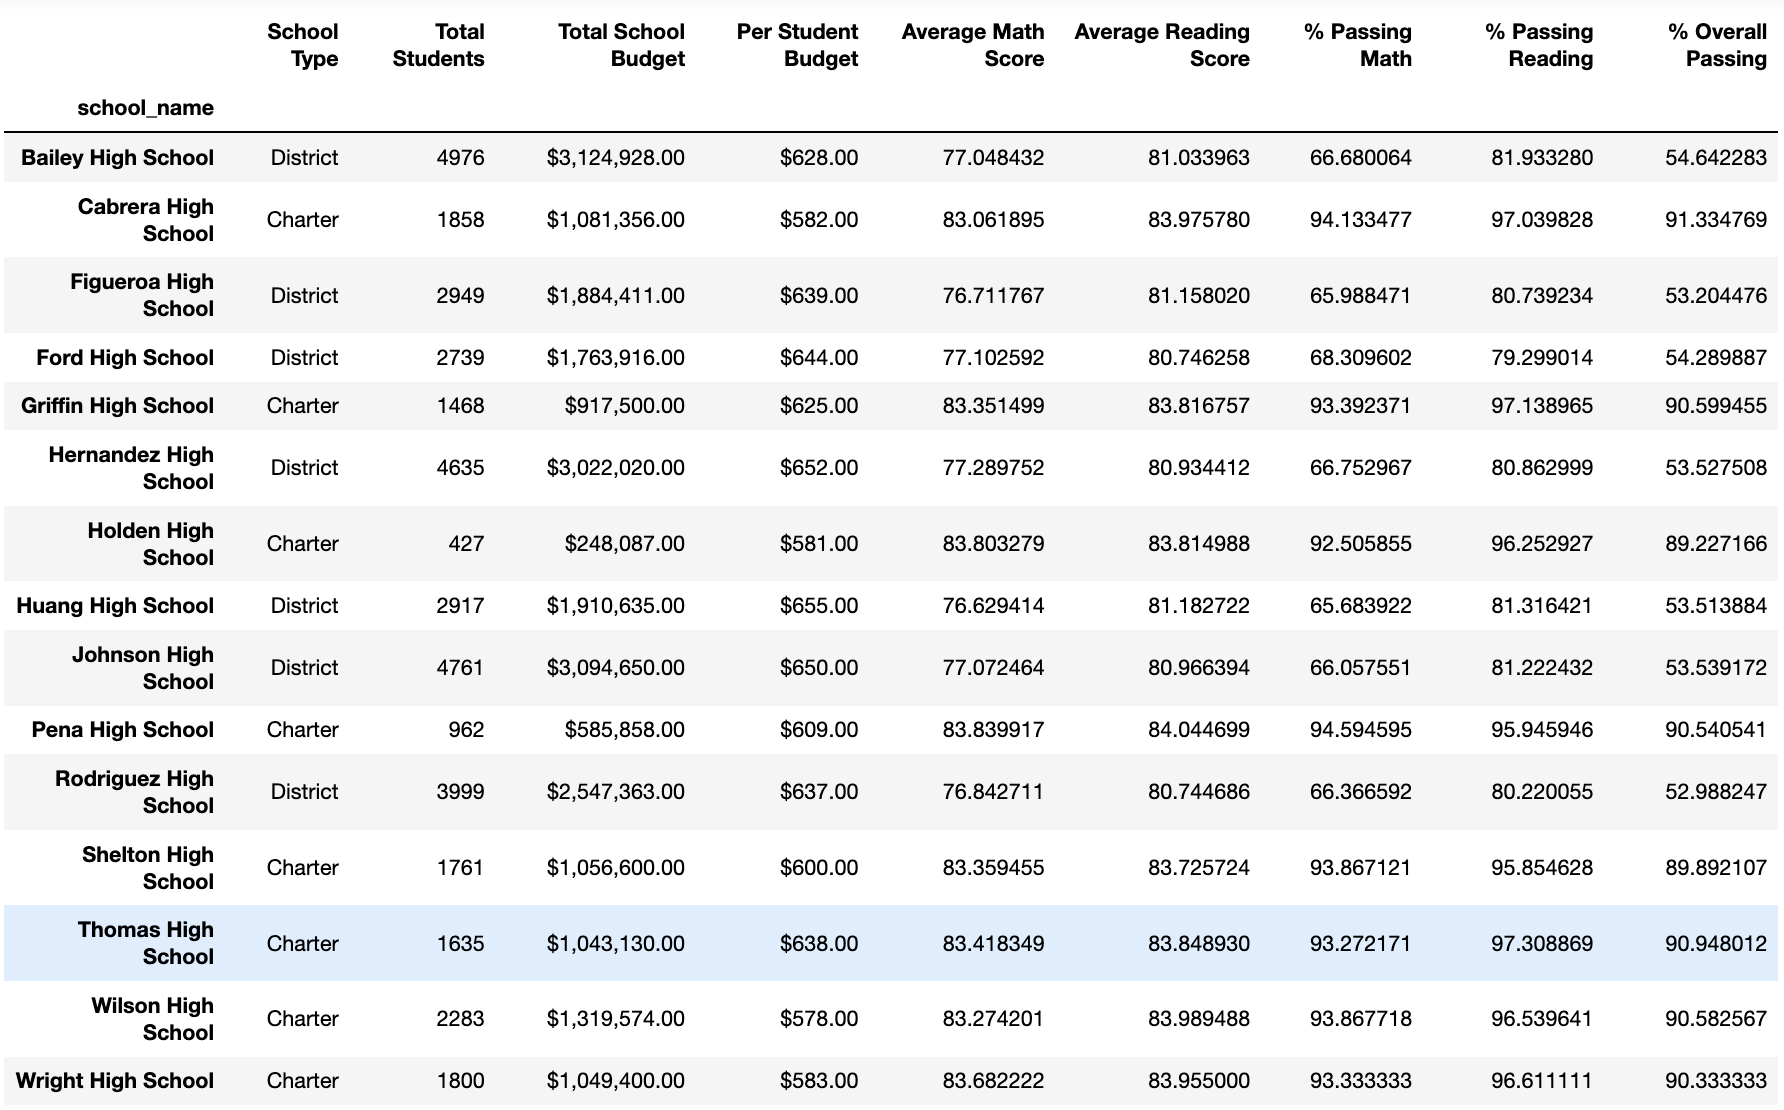 School Type Total Students Total School Budget Per Student Budget Average Math Score Average Reading Score % Passing Math % Passing Reading % Overall Passing
school_name
Bailey High School District 4976 $3,124,928.00 $628.00 77.048432 81.033963 66.680064 81.933280 54.642283
Cabrera High School Charter 1858 $1,081,356.00 $582.00 83.061895 83.975780 94.133477 97.039828 91.334769
Figueroa High School District 2949 $1,884,411.00 $639.00 76.711767 81.158020 65.988471 80.739234 53.204476
Ford High School District 2739 $1,763,916.00 $644.00 77.102592 80.746258 68.309602 79.299014 54.289887
Griffin High School Charter 1468 $917,500.00 $625.00 83.351499 83.816757 93.392371 97.138965 90.599455
Hernandez High School District 4635 $3,022,020.00 $652.00 77.289752 80.934412 66.752967 80.862999 53.527508
Holden High School Charter 427 $248,087.00 $581.00 83.803279 83.814988 92.505855 96.252927 89.227166
Huang High School District 2917 $1,910,635.00 $655.00 76.629414 81.182722 65.683922 81.316421 53.513884
Johnson High School District 4761 $3,094,650.00 $650.00 77.072464 80.966394 66.057551 81.222432 53.539172
Pena High School Charter 962 $585,858.00 $609.00 83.839917 84.044699 94.594595 95.945946 90.540541
Rodriguez High School District 3999 $2,547,363.00 $637.00 76.842711 80.744686 66.366592 80.220055 52.988247
Shelton High School Charter 1761 $1,056,600.00 $600.00 83.359455 83.725724 93.867121 95.854628 89.892107
Thomas High School Charter 1635 $1,043,130.00 $638.00 83.418349 83.848930 93.272171 97.308869 90.948012
Wilson High School Charter 2283 $1,319,574.00 $578.00 83.274201 83.989488 93.867718 96.539641 90.582567
Wright High School Charter 1800 $1,049,400.00 $583.00 83.682222 83.955000 93.333333 96.611111 90.333333